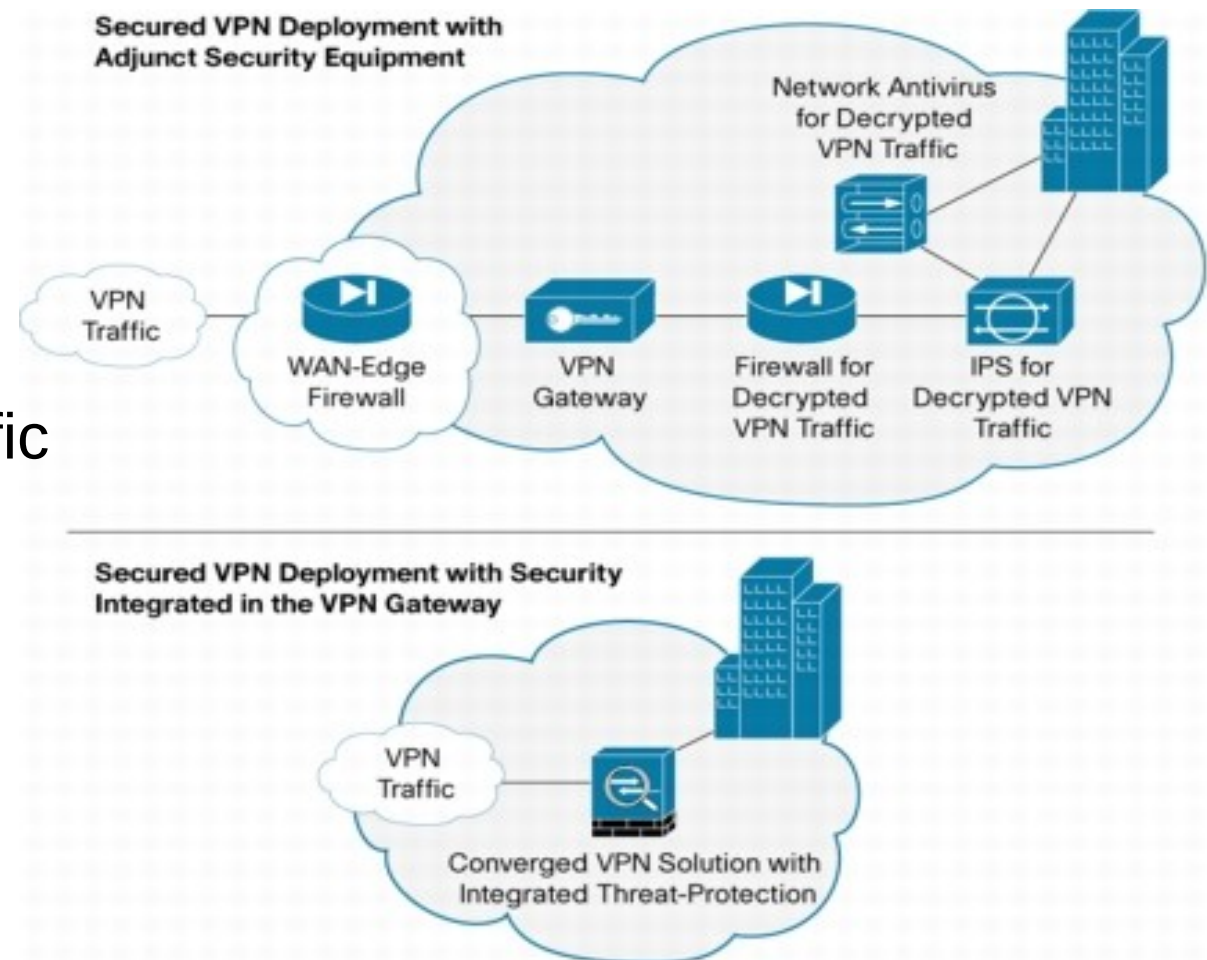 Secured VPN Deployment with
Adjunct Security Equipment
Network Antivirus
for Decrypted
VPN Traffic
VPN
Traffic
WAN-Edge
Firewall
VPN
Gateway
Firewall for
Decrypted
VPN Traffic
IPS for
Decrypted VPN
Traffic
fic
Secured VPN Deployment with Security
Integrated in the VPN Gateway
VPN
Traffic
Converged VPN Solution with
Integrated Threat-Protection